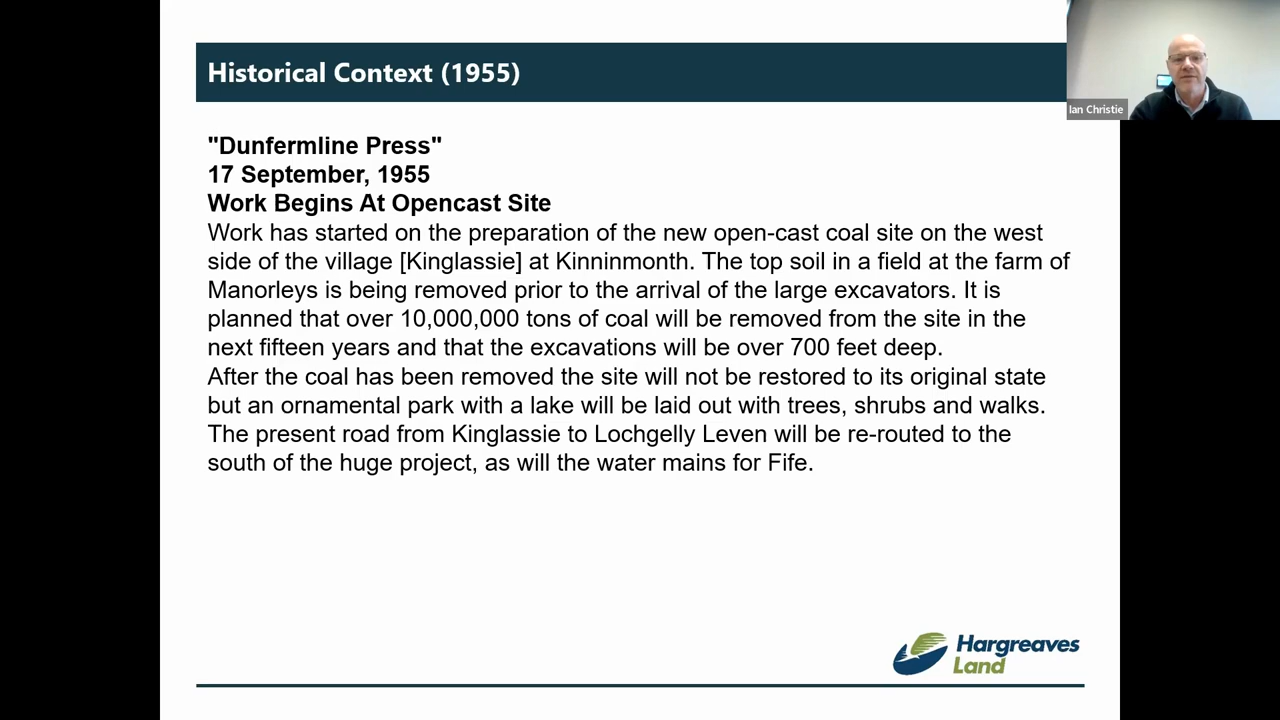 Historical Context (1955)
Ian Christie
"Dunfermline Press"
17 September, 1955
Work Begins At Opencast Site
Work has started on the preparation of the new open-cast coal site on the west
side of the village [Kinglassie] at Kinninmonth. The top soil in a field at the farm of
Manorleys is being removed prior to the arrival of the large excavators. It is
planned that over 10,000,000 tons of coal will be removed from the site in the
next fifteen years and that the excavations will be over 700 feet deep.
After the coal has been removed the site will not be restored to its original state
but an ornamental park with a lake will be laid out with trees, shrubs and walks.
The present road from Kinglassie to Lochgelly Leven will be re-routed to the
south of the huge project, as will the water mains for Fife.
Hargreaves
Land